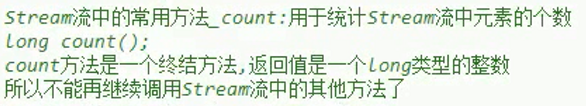 Stream流中的常用方法_count:用于统计Stream流中元素的个数
long count();
count方法是一个终结方法,返回值是一个long类型的整数
所以不能再继续调用Stream流中的其他方法了